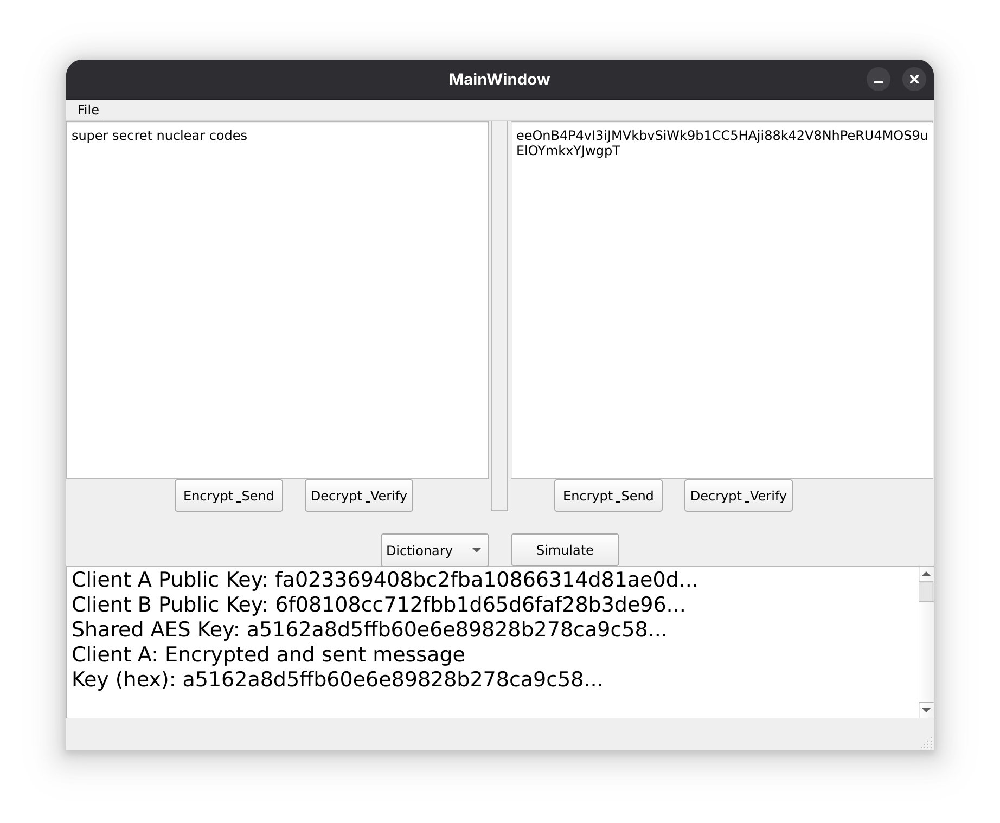 MainWindow
File
super secret nuclear codes
eeOnB4P4vI3iJMVkbvSiWk9b1CC5HAji88k42V8NhPeRU4MOS9u
ElOYmkxYJwgpT
Encrypt _Send
Decrypt _Verify
Encrypt _Send
Decrypt _Verify
Dictionary
Simulate
Client A Public Key: fa023369408bc2fba10866314d81ae0d...
Client B Public Key: 6f08108cc712fbb1d65d6faf28b3de96...
Shared AES Key: a5162a8d5ffb60e6e89828b278ca9c58...
Client A: Encrypted and sent message
Key (hex): a5162a8d5ffb60e6e89828b278ca9c58...